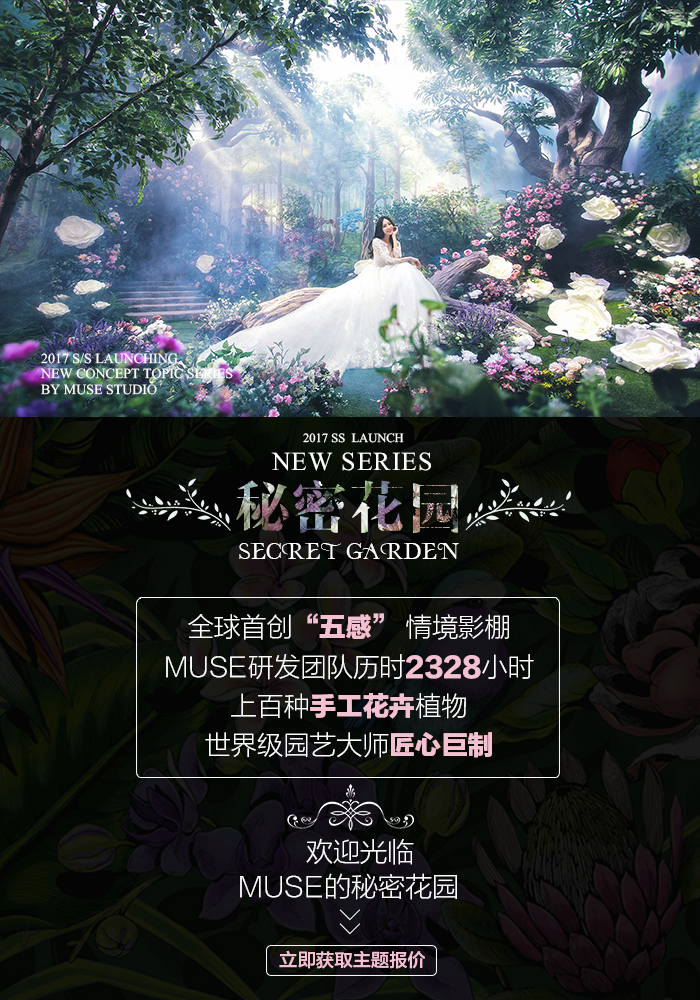 2017 S/S LAUNCHING,
NEW CONCEPT TOPIC SERIES
BY MUSE STUDIO
2017 SS LAUNCH
NEW SERIES
秘密花园
SECRET GARDEN
全球首创“五感” 情境影棚
MUSE研发团队历时2328小时
上百种手工花卉植物
世界级园艺大师匠心巨制
欢迎光临
MUSE的秘密花园
立即获取主题报价